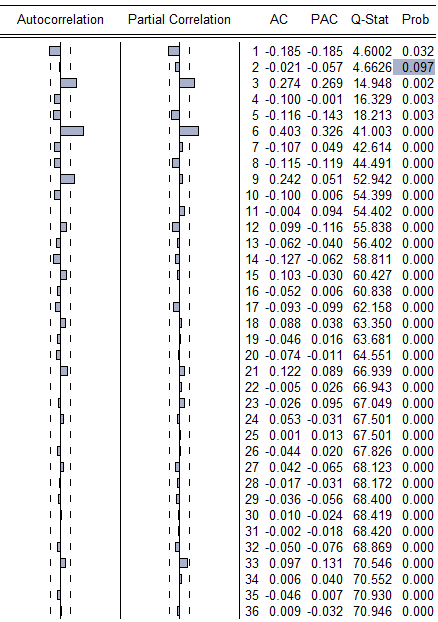 Autocorrelation Partial Correlation AC PAC Q-Stat Prob
1 -0.185 -0.185 4.6002 0.032
2 -0.021 -0.057 4.6626 0.097
3 0.274 0.269 14.948 0.002
4 -0.100 -0.001 16.329 0.003
5 -0.116 -0.143 18.213 0.003
6 0.403 0.326 41.003 0.000
7 -0.107 0.049 42.614 0.000
8 -0.115 -0.119 44.491 0.000
9 0.242 0.051 52.942 0.000
10 -0.100 0.006 54.399 0.000
11 -0.004 0.094 54.402 0.000
12 0.099 -0.116 55.838 0.000
13 -0.062 -0.040 56.402 0.000
14 -0.127 -0.062 58.811 0.000
15 0.103 -0.030 60.427 0.000
16 -0.052 0.006 60.838 0.000
17 -0.093 -0.099 62.158 0.000
18 0.088 0.038 63.350 0.000
19 -0.046 0.016 63.681 0.000
20 -0.074 -0.011 64.551 0.000
21 0.122 0.089 66.939 0.000
22 -0.005 0.026 66.943 0.000
23 -0.026 0.095 67.049 0.000
24 0.053 -0.031 67.501 0.000
25 0.001 0.013 67.501 0.000
26 -0.044 0.020 67.826 0.000
27 0.042 -0.065 68.123 0.000
28 -0.017 -0.031 68.172 0.000
29 -0.036 -0.056 68.400 0.000
30 0.010 -0.024 68.419 0.000
31 -0.002 -0.018 68.420 0.000
32 -0.050 -0.076 68.869 0.000
33 0.097 0.131 70.546 0.000
34 0.006 0.040 70.552 0.000
35 -0.046 0.007 70.930 0.000
36 0.009 -0.032 70.946 0.000